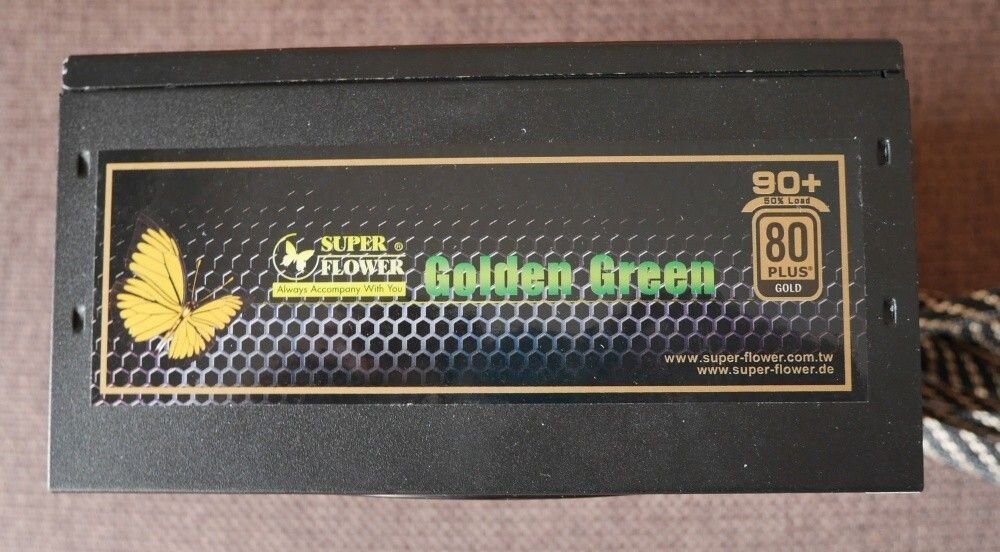 90+
50% Load
80
PLUS®
GOLD
SUPER ®
FLOWER
Always Accompany With You
Golden Green
www.super-flower.com.tw
www.super-flower.de